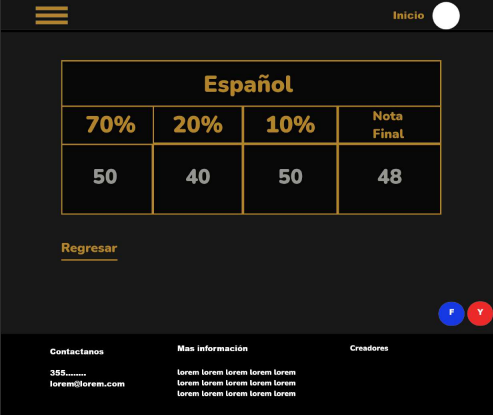 Inicio
Español
70% 20% 10% Nota Final
50 40 50 48
Regresar
F Y
Contactanos
355........
lorem@lorem.com
Mas información
lorem lorem lorem lorem lorem
lorem lorem lorem lorem lorem
lorem lorem lorem lorem lorem
Creadores